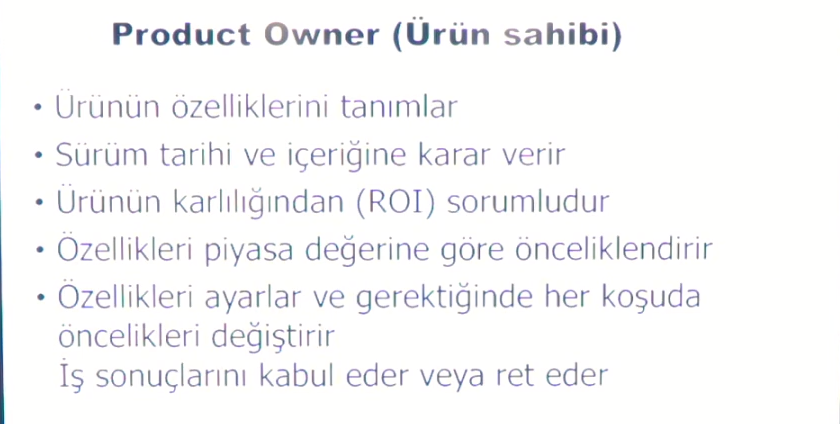 Product Owner (Ürün sahibi)
• Ürünün özelliklerini tanımlar
• Sürüm tarihi ve içeriğine karar verir
• Ürünün karlılığından (ROI) sorumludur
• Özellikleri piyasa değerine göre önceliklendirir
• Özellikleri ayarlar ve gerektiğinde her koşuda
öncelikleri değiştirir
İş sonuçlarını kabul eder veya ret eder